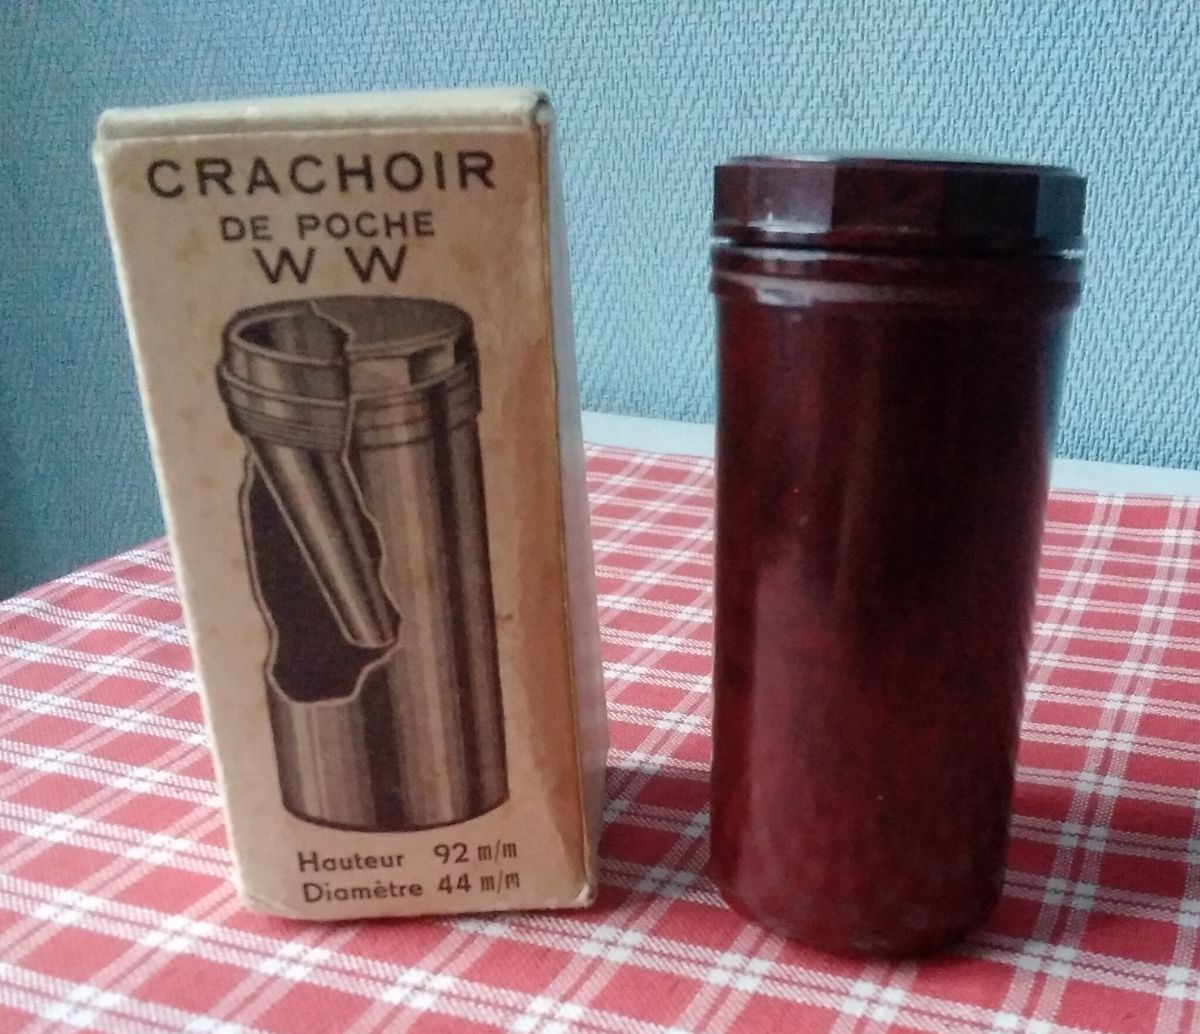 CRACHOIR
DE POCHE
W W
Hauteur 92 m/m
Diamètre 44 m/m